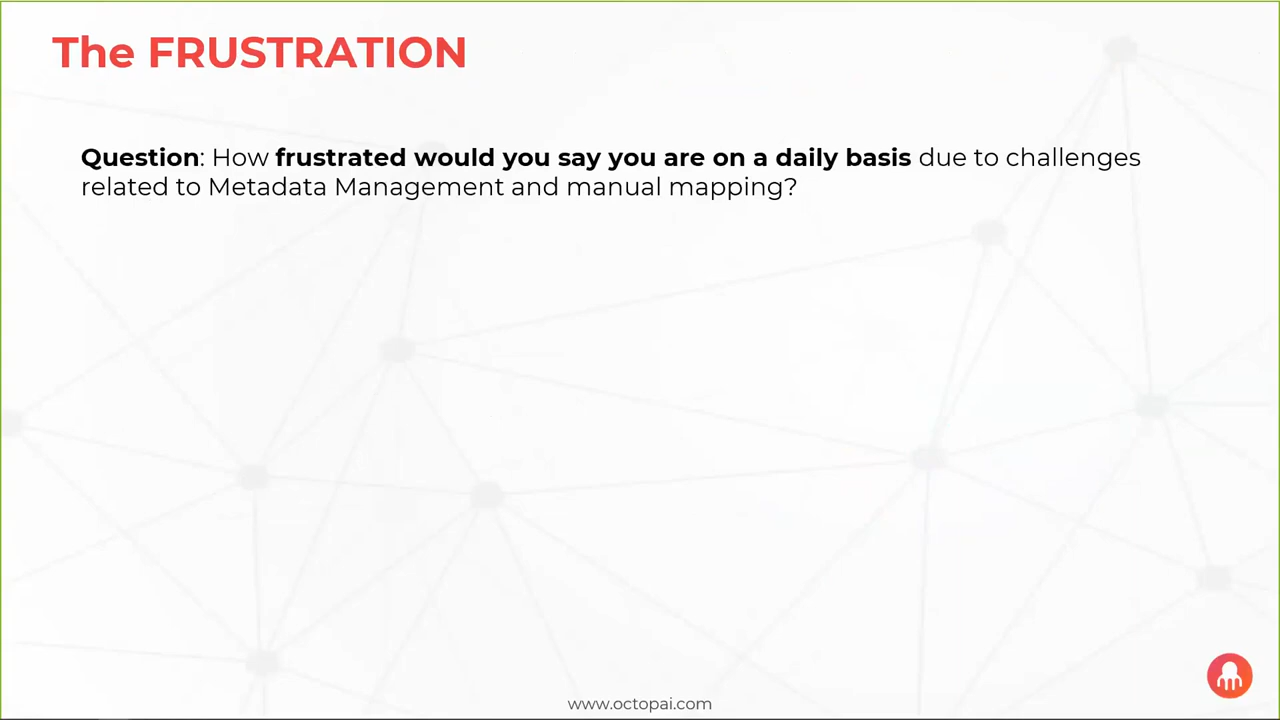 The FRUSTRATION
Question: How frustrated would you say you are on a daily basis due to challenges
related to Metadata Management and manual mapping?
www.octopai.com